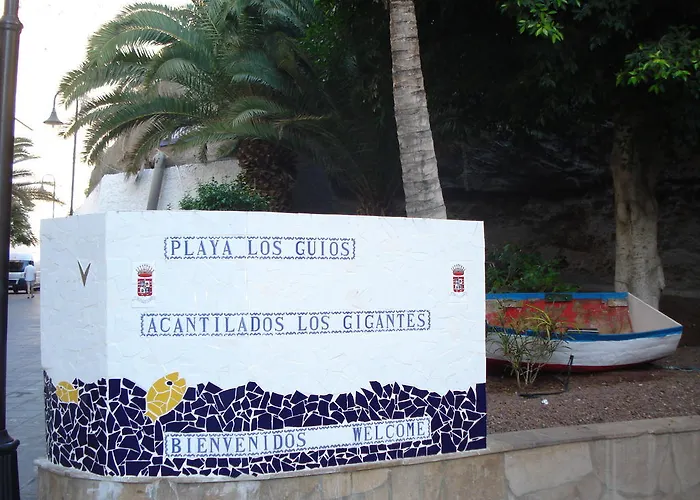 PLAYA LOS GUIOS
ACANTILADOS LOS GIGANTES
BIENVENIDOS WELCOME